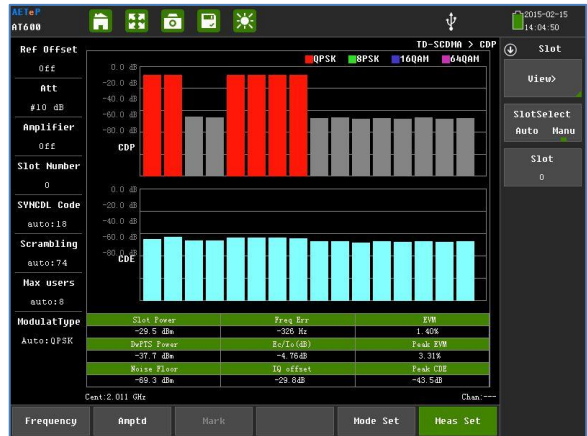 AETeP
AT600
2015-02-15
14:04:50
TD-SCDMA > CDP
QPSK 8PSK 16QAM 64QAM
Ref Offset
Off
Att
#10 dB
Amplifier
Off
Slot Number
0
SYNCDL Code
auto:18
Scrambling
auto:74
Max users
auto:8
ModulatType
Auto:QPSK
0.0 dB
-20.0 dB
-40.0 dB
-60.0 dB
-80.0 dB
CDP
0.0 dB
-20.0 dB
-40.0 dB
-60.0 dB
-80.0 dB
CDE
Slot Power Freq Err EVM
-29.5 dBm -326 Hz 1.40%
DwPTS Power Ec/Io(dB) Peak EVM
-37.7 dBm -4.76dB 3.31%
Noise Floor IQ offset Peak CDE
-69.3 dBm -29.8dB -43.5dB
Cent:2.011 GHz Chan:---
Slot
View>
SlotSelect
Auto Manu
Slot
0
Frequency Amptd Mark Mode Set Meas Set